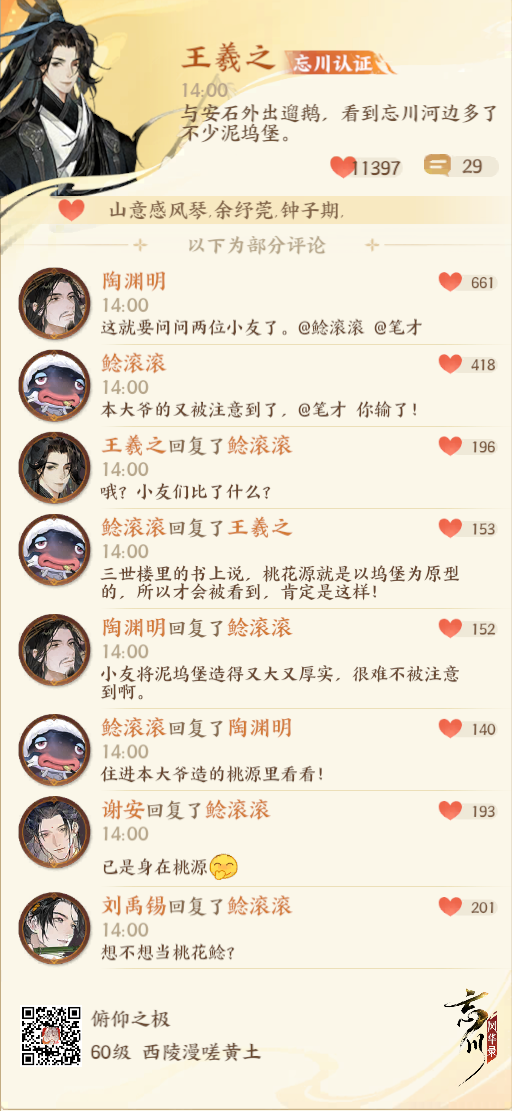 王羲之 忘川认证
14:00
与安石外出遛鹅，看到忘川河边多了
不少泥坞堡。
11397 29
山意感风琴,余纾莞,钟子期,
以下为部分评论
陶渊明 661
14:00
这就要问问两位小友了。@鲶滚滚 @笔才
鲶滚滚 418
14:00
本大爷的又被注意到了，@笔才 你输了！
王羲之回复了鲶滚滚 196
14:00
哦？小友们比了什么？
鲶滚滚回复了王羲之 153
14:00
三世楼里的书上说，桃花源就是以坞堡为原型
的，所以才会被看到，肯定是这样！
陶渊明回复了鲶滚滚 152
14:00
小友将泥坞堡造得又大又厚实，很难不被注意
到啊。
鲶滚滚回复了陶渊明 140
14:00
住进本大爷造的桃源里看看！
谢安回复了鲶滚滚 193
14:00
已是身在桃源
刘禹锡回复了鲶滚滚 201
14:00
想不想当桃花鲶？
俯仰之极
60级 西陵漫嗟黄土
忘川
风华录